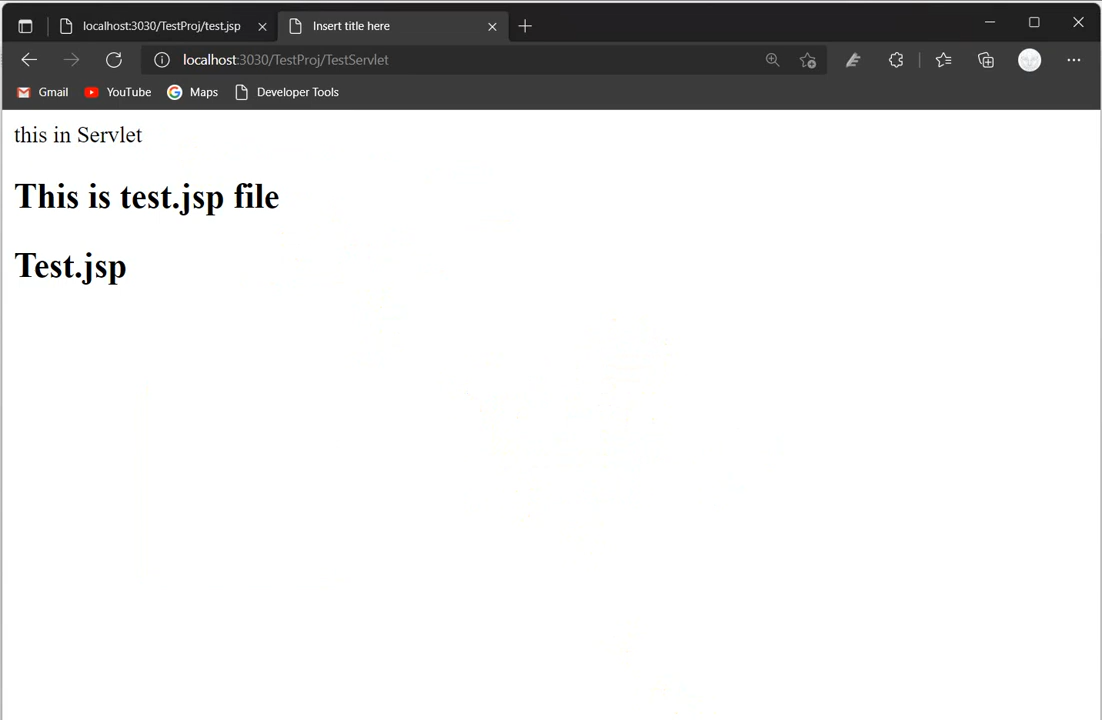 localhost:3030/TestProj/test.jsp
Insert title here
localhost:3030/TestProj/TestServlet
Gmail YouTube Maps Developer Tools
this in Servlet
This is test.jsp file
Test.jsp